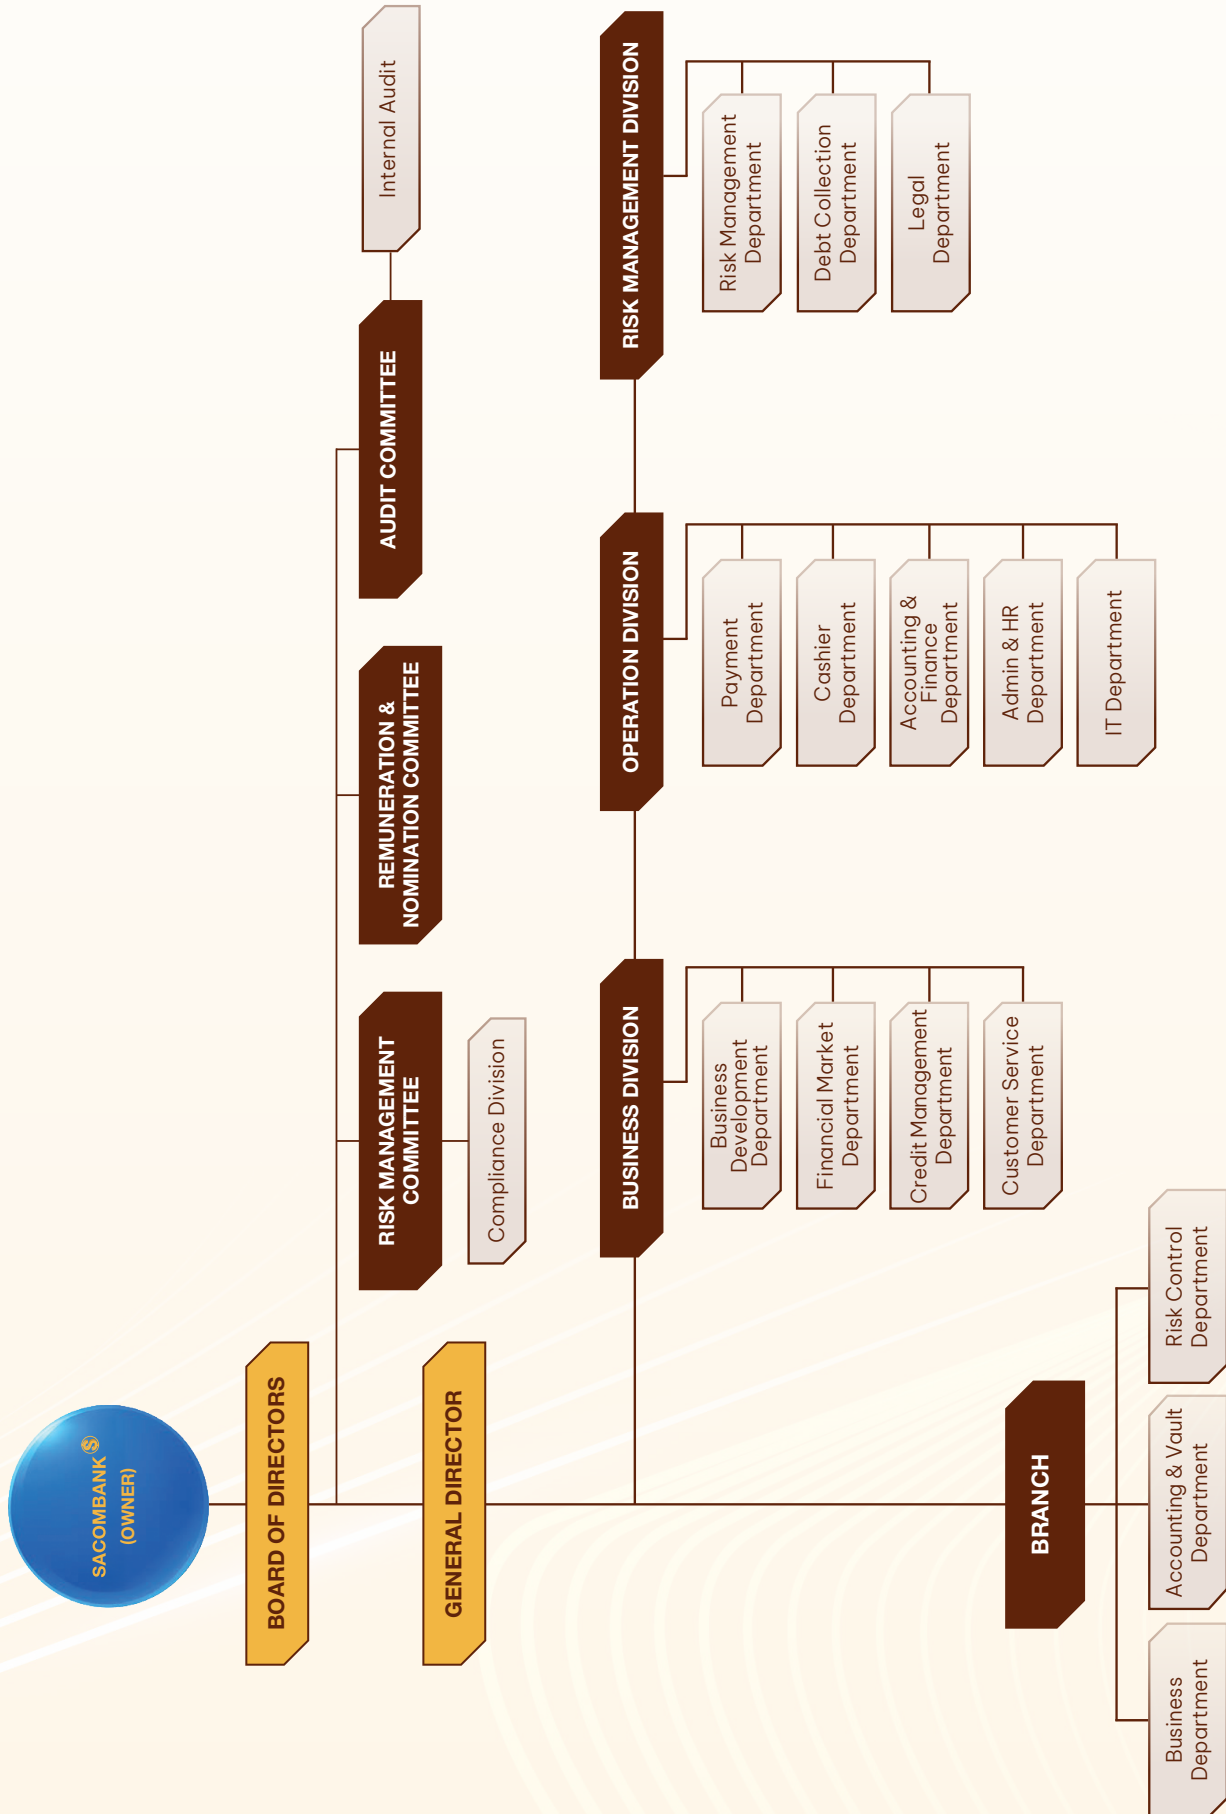 SACOMBANK
(OWNER)
BOARD OF DIRECTORS
GENERAL DIRECTOR
RISK MANAGEMENT
COMMITTEE
Compliance Division
REMUNERATION &
NOMINATION COMMITTEE
AUDIT COMMITTEE
Internal Audit
BUSINESS DIVISION
Business
Development
Department
Financial Market
Department
Credit Management
Department
Customer Service
Department
OPERATION DIVISION
Payment
Department
Cashier
Department
Accounting &
Finance
Department
Admin & HR
Department
IT Department
RISK MANAGEMENT DIVISION
Risk Management
Department
Debt Collection
Department
Legal
Department
BRANCH
Business
Department
Accounting & Vault
Department
Risk Control
Department